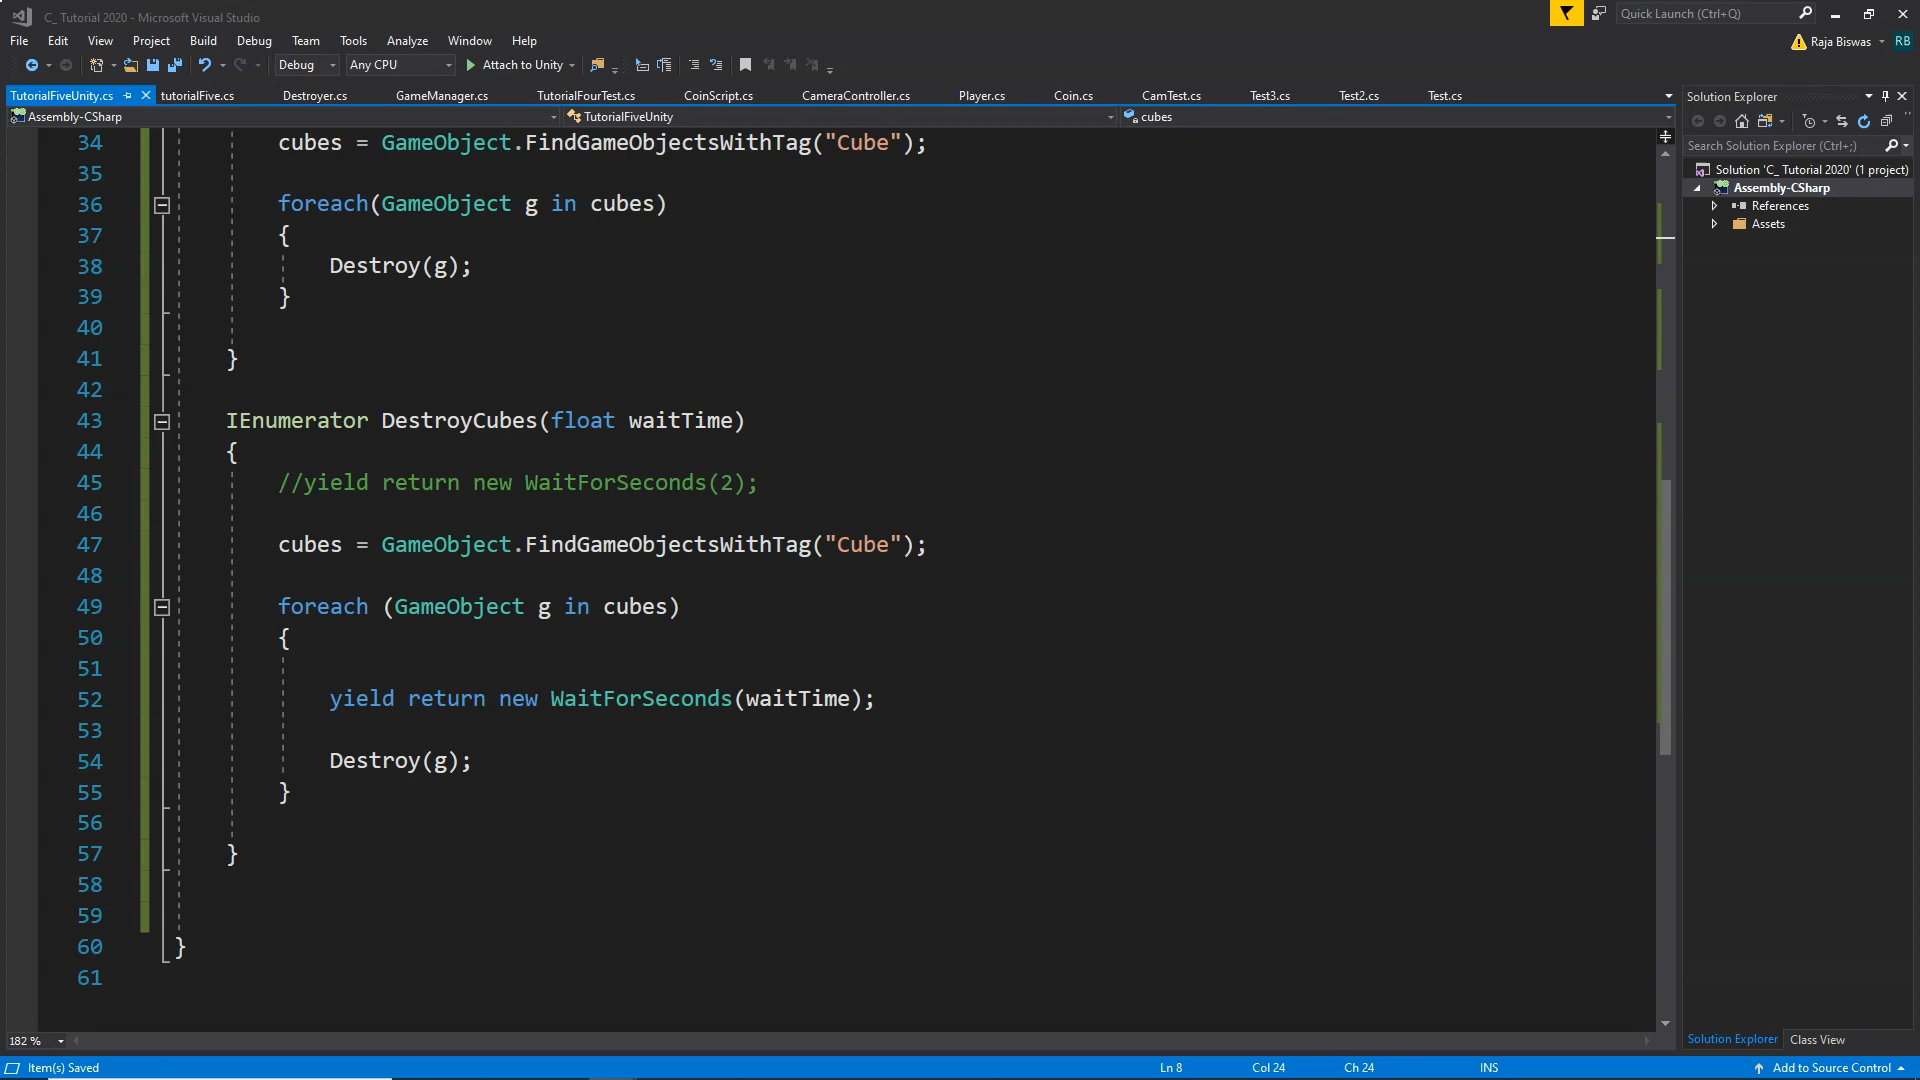 C_ Tutorial 2020 - Microsoft Visual Studio
Quick Launch (Ctrl+Q)
File Edit View Project Build Debug Team Tools Analyze Window Help
Raja Biswas RB
Debug Any CPU Attach to Unity
TutorialFiveUnity.cs tutorialFive.cs Destroyer.cs GameManager.cs TutorialFourTest.cs CoinScript.cs CameraController.cs Player.cs Coin.cs CamTest.cs Test3.cs Test2.cs Test.cs
Assembly-CSharp TutorialFiveUnity cubes
Solution Explorer
Search Solution Explorer (Ctrl+;)
Solution 'C_ Tutorial 2020' (1 project)
Assembly-CSharp
References
Assets
34 cubes = GameObject.FindGameObjectsWithTag("Cube");
35
36 foreach(GameObject g in cubes)
37 {
38 Destroy(g);
39 }
40
41 }
42
43 IEnumerator DestroyCubes(float waitTime)
44 {
45 //yield return new WaitForSeconds(2);
46
47 cubes = GameObject.FindGameObjectsWithTag("Cube");
48
49 foreach (GameObject g in cubes)
50 {
51
52 yield return new WaitForSeconds(waitTime);
53
54 Destroy(g);
55 }
56
57 }
58
59
60 }
61
182 %
Solution Explorer Class View
Item(s) Saved Ln 8 Col 24 Ch 24 INS Add to Source Control